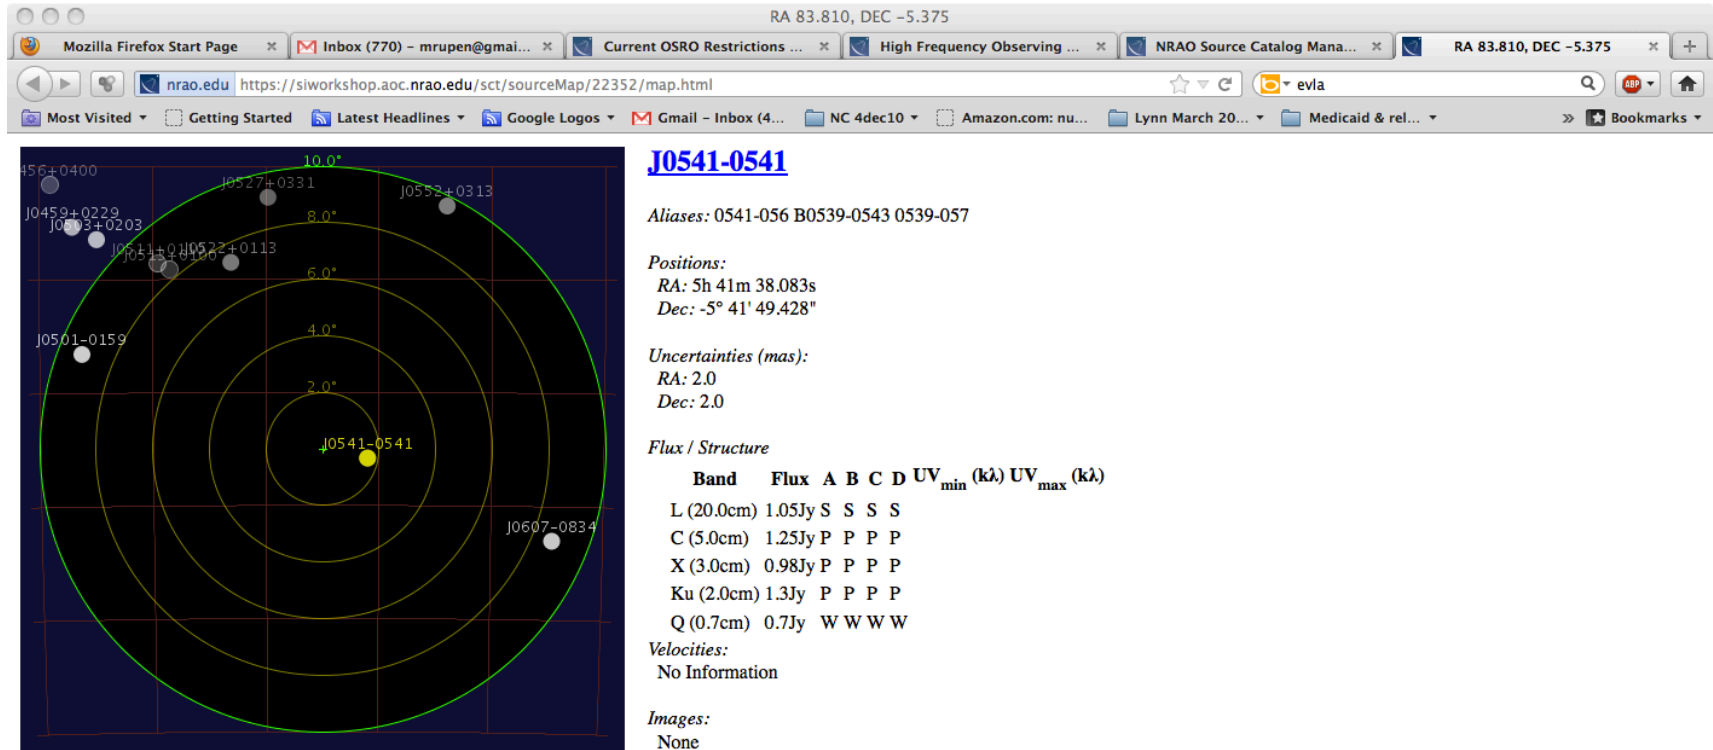 RA 83.810, DEC -5.375
Mozilla Firefox Start Page
Inbox (770) - mrupen@gmai...
Current OSRO Restrictions ...
High Frequency Observing ...
NRAO Source Catalog Mana...
RA 83.810, DEC -5.375
nrao.edu https://siworkshop.aoc.nrao.edu/sct/sourceMap/22352/map.html
evla
ABP
Most Visited
Getting Started
Latest Headlines
Google Logos
Gmail - Inbox (4...
NC 4dec10
Amazon.com: nu...
Lynn March 20...
Medicaid & rel...
» Bookmarks
10.0°
456+0400
J0527+0331
J0552+0313
J0459+0229
8.0°
J0503+0203
J0522+0113
6.0°
4.0°
J0501-0159
2.0°
J0541-0541
J0607-0834
J0541-0541
Aliases: 0541-056 B0539-0543 0539-057
Positions:
RA: 5h 41m 38.083s
Dec: -5° 41' 49.428"
Uncertainties (mas):
RA: 2.0
Dec: 2.0
Flux / Structure
Band Flux A B C D UVmin (kλ) UVmax (kλ)
L (20.0cm) 1.05Jy S S S S
C (5.0cm) 1.25Jy P P P P
X (3.0cm) 0.98Jy P P P P
Ku (2.0cm) 1.3Jy P P P P
Q (0.7cm) 0.7Jy W W W W
Velocities:
No Information
Images:
None